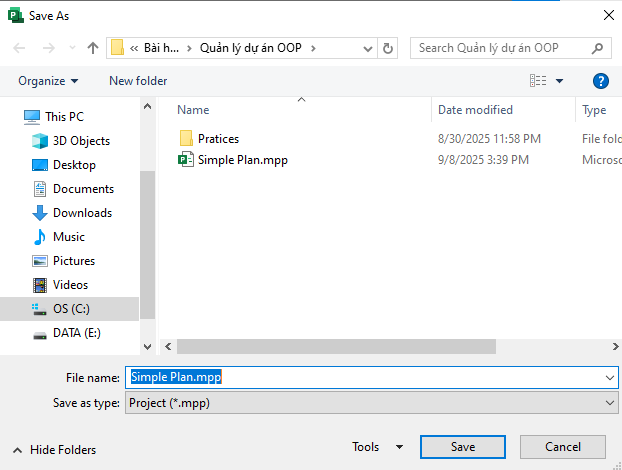 Save As
« Bài h... > Quản lý dự án OOP >
Search Quản lý dự án OOP
Organize
New folder
?
This PC
3D Objects
Desktop
Documents
Downloads
Music
Pictures
Videos
OS (C:)
DATA (E:)
Name
Date modified
Type
Pratices
8/30/2025 11:58 PM
File fol
Simple Plan.mpp
9/8/2025 3:39 PM
Microso
File name:
Simple Plan.mpp
Save as type:
Project (*.mpp)
Hide Folders
Tools
Save
Cancel